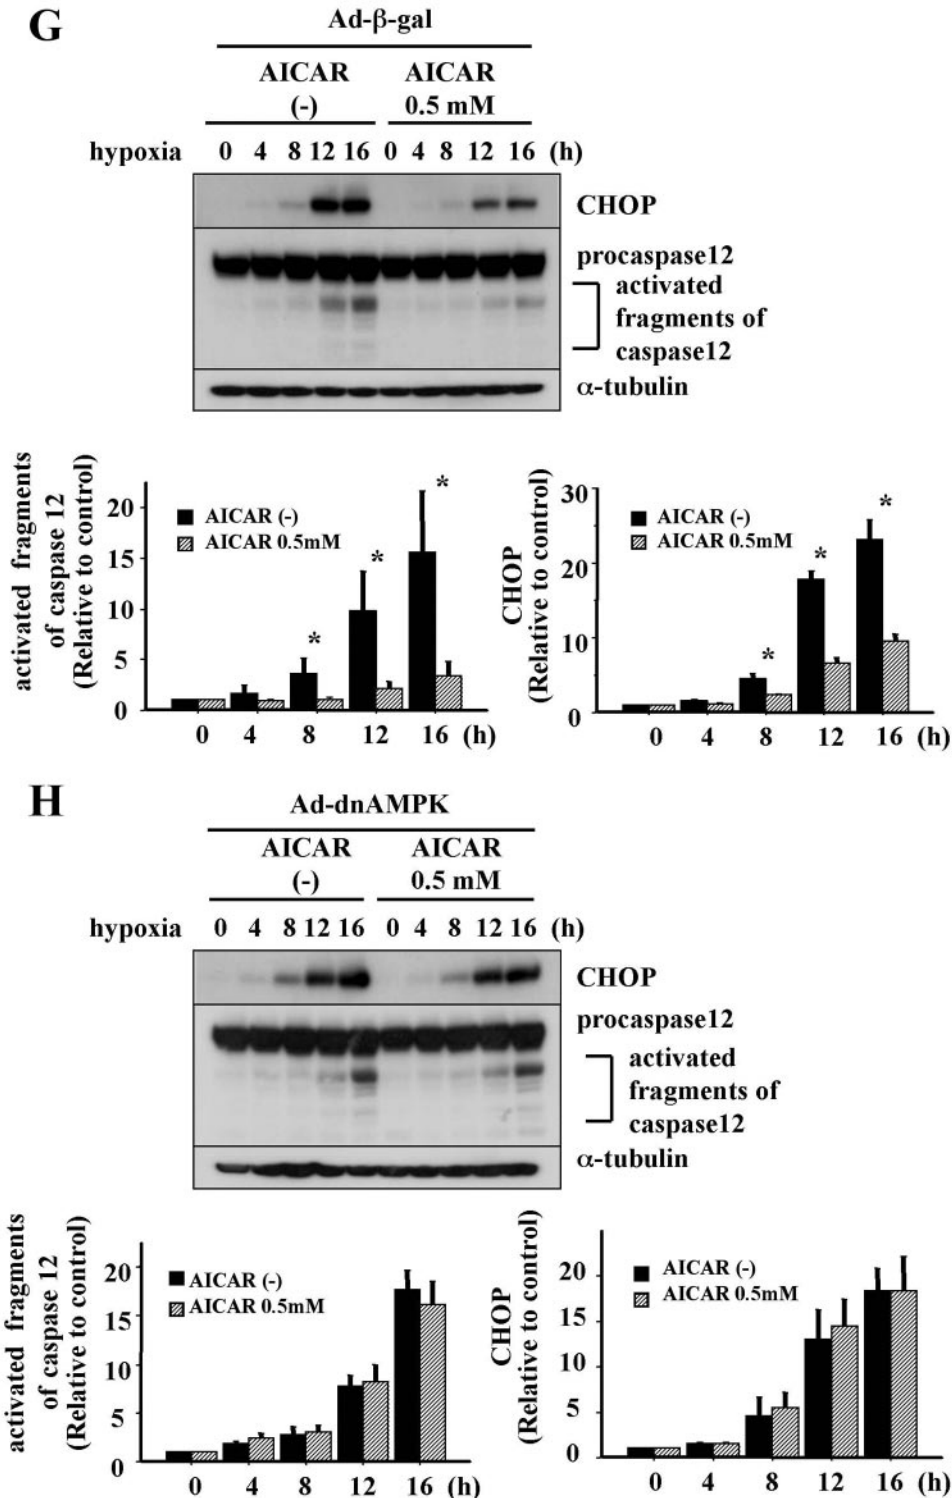 G
Ad-β-gal
AICAR AICAR
(-) 0.5 mM
hypoxia 0 4 8 12 16 0 4 8 12 16 (h)
CHOP
procaspase12
activated
fragments of
caspase12
α-tubulin
activated fragments
of caspase 12
(Relative to control)
20
15
10
5
0
AICAR (-)
AICAR 0.5mM
*
*
*
0 4 8 12 16 (h)
CHOP
(Relative to control)
30
20
10
0
AICAR (-)
AICAR 0.5mM
*
*
*
0 4 8 12 16 (h)
H
Ad-dnAMPK
AICAR AICAR
(-) 0.5 mM
hypoxia 0 4 8 12 16 0 4 8 12 16 (h)
CHOP
procaspase12
activated
fragments of
caspase12
α-tubulin
activated fragments
of caspase 12
(Relative to control)
20
15
10
5
0
AICAR (-)
AICAR 0.5mM
0 4 8 12 16 (h)
CHOP
(Relative to control)
20
15
10
5
0
AICAR (-)
AICAR 0.5mM
0 4 8 12 16 (h)